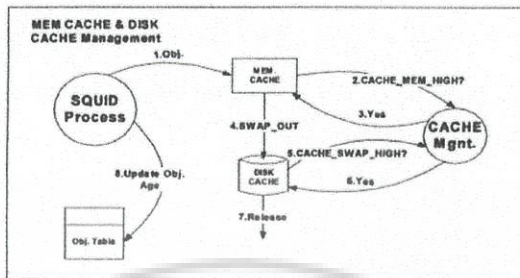 MEM CACHE & DISK
CACHE Management
1.Obj.
MEM.
CACHE
2.CACHE_MEM_HIGH?
SQUID
Process
3.Yes
CACHE
Mgnt.
4.SWAP_OUT
5.CACHE_SWAP_HIGH?
8.Update Obj.
Age
DISK
CACHE
6.Yes
7.Release
Obj. Table